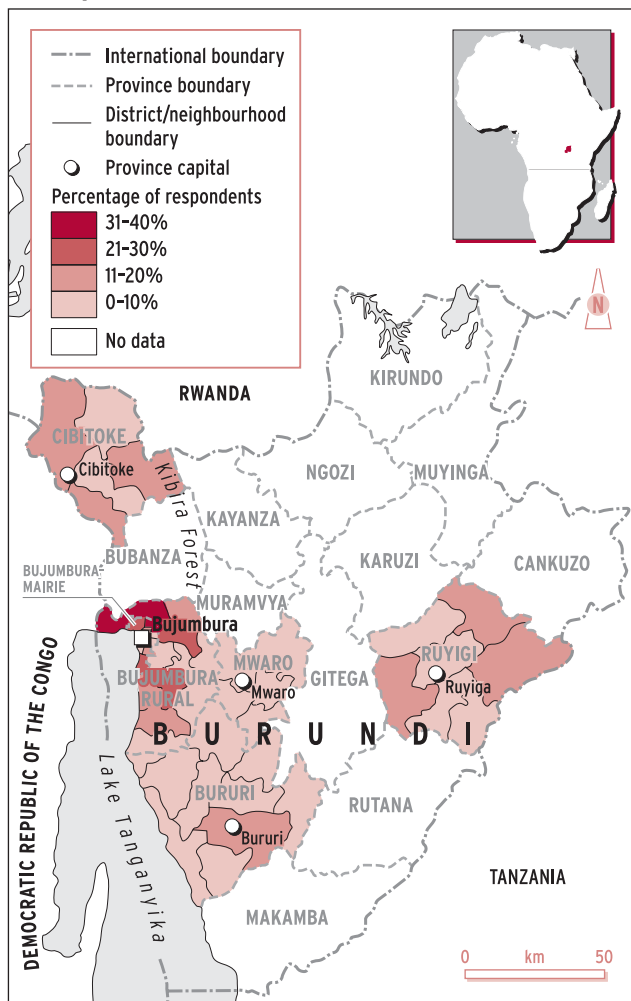 International boundary
Province boundary
District/neighbourhood
boundary
Province capital
Percentage of respondents
31–40%
21–30%
11–20%
0–10%
No data
N
RWANDA
KIRUNDO
CIBITOKE
Cibitoke
Kibira Forest
NGOZI
MUYINGA
KAYANZA
BUBANZA
KARUZI
CANKUZO
BUJUMBURA
MAIRIE
MURAMVYA
Bujumbura
MWARO
Mwaro
BUJUMBURA
RURAL
GITEGA
RUYIGI
Ruyiga
BURUNDI
DEMOCRATIC REPUBLIC OF THE CONGO
Lake Tanganyika
BURURI
Bururi
RUTANA
TANZANIA
MAKAMBA
0 km 50